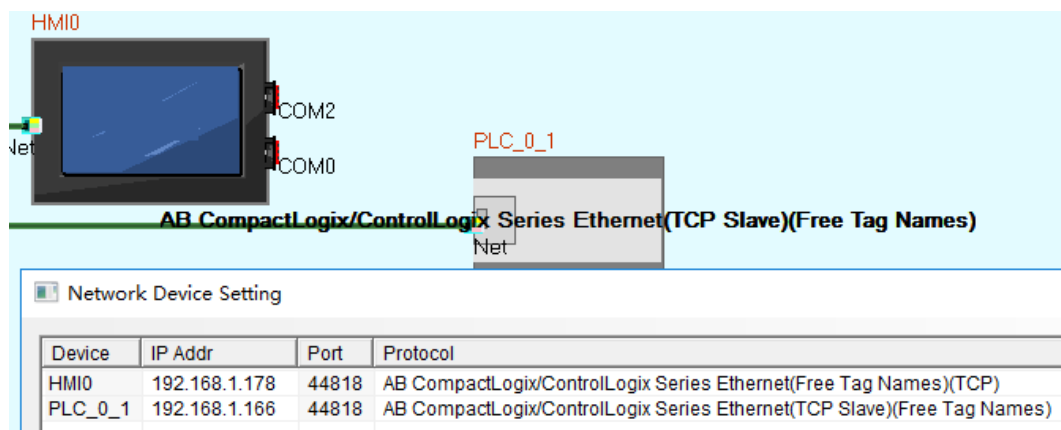 HMI0
COM2
Net
COM0
PLC_0_1
AB CompactLogix/ControlLogix Series Ethernet(TCP Slave)(Free Tag Names)
Net
Network Device Setting
Device IP Addr Port Protocol
HMI0 192.168.1.178 44818 AB CompactLogix/ControlLogix Series Ethernet(Free Tag Names)(TCP)
PLC_0_1 192.168.1.166 44818 AB CompactLogix/ControlLogix Series Ethernet(TCP Slave)(Free Tag Names)